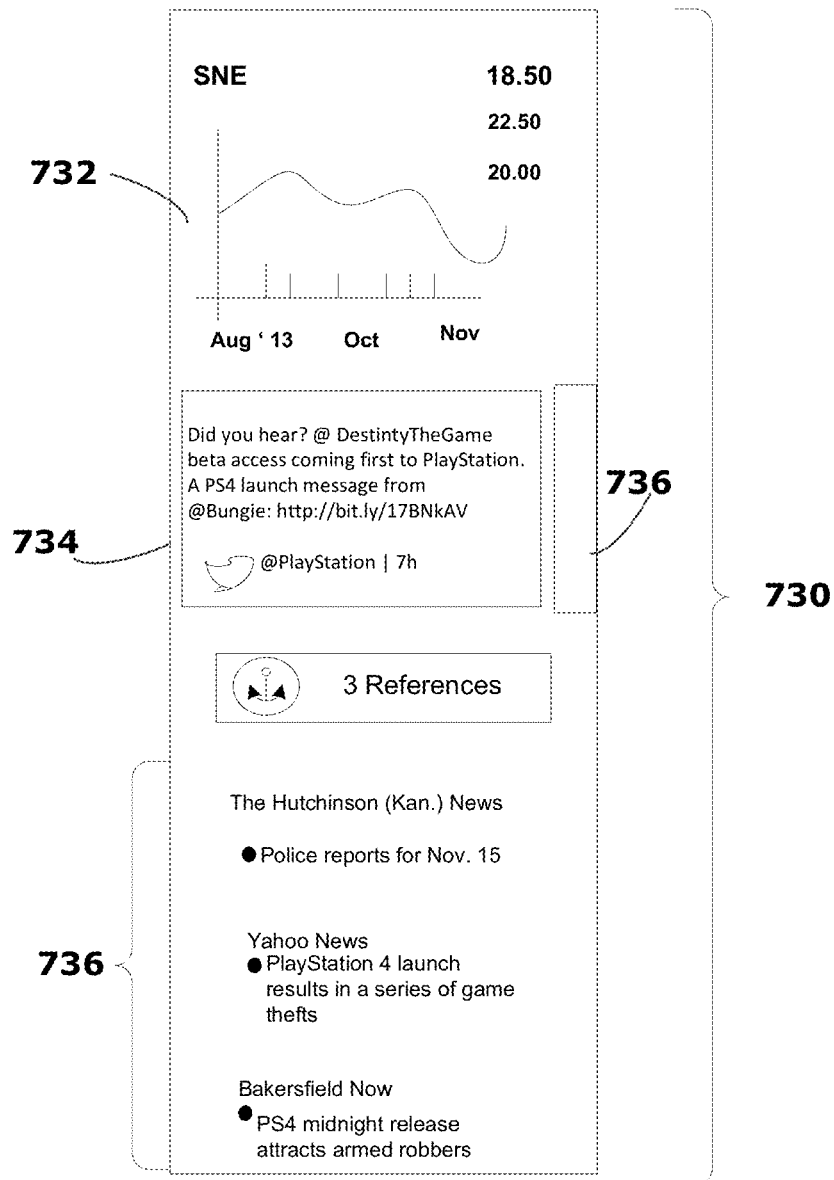 SNE 18.50
22.50
732 20.00
Aug ‘ 13 Oct Nov
Did you hear? @ DestintyTheGame
beta access coming first to PlayStation.
A PS4 launch message from
@Bungie: http://bit.ly/17BNkAV
@PlayStation | 7h
734
736
730
3 References
The Hutchinson (Kan.) News
Police reports for Nov. 15
Yahoo News
PlayStation 4 launch
results in a series of game
thefts
736
Bakersfield Now
PS4 midnight release
attracts armed robbers